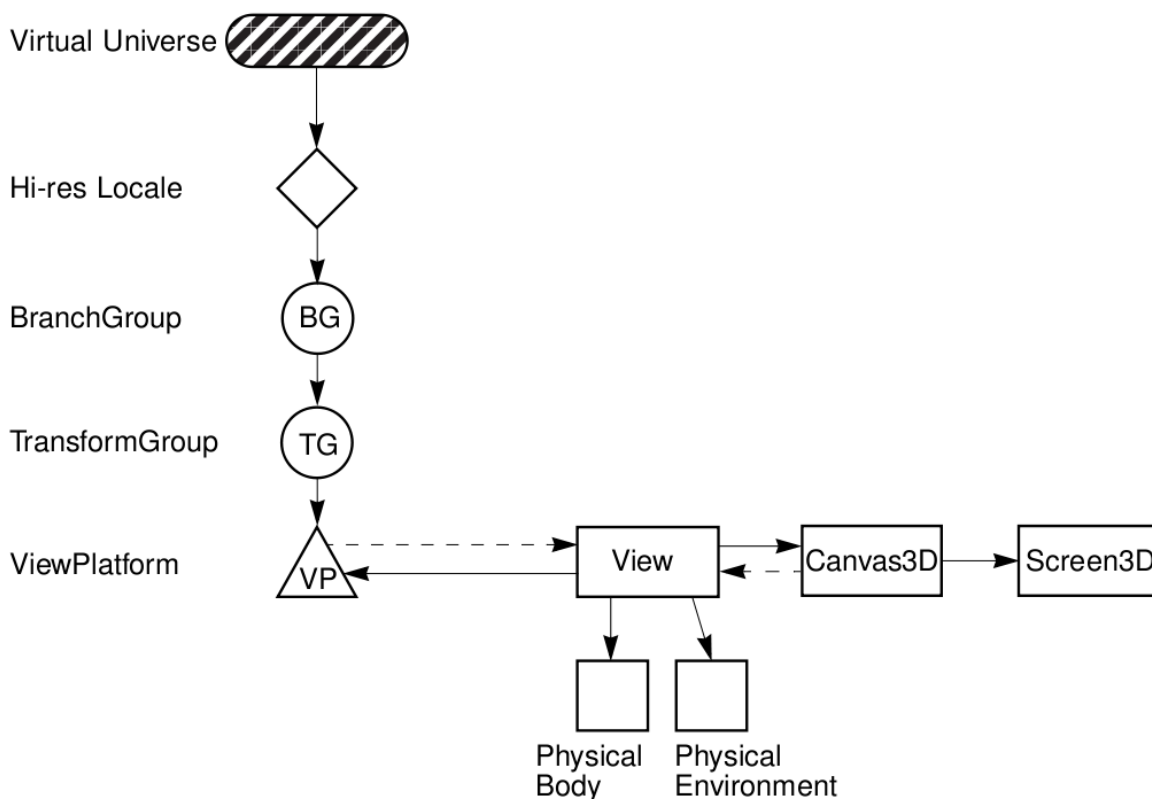 Virtual Universe
Hi-res Locale
BranchGroup
BG
TransformGroup
TG
ViewPlatform
VP
View
Canvas3D
Screen3D
Physical
Body
Physical
Environment